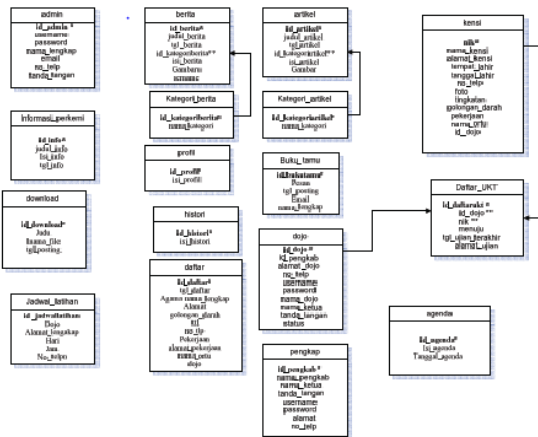 admin
id_admin *
username
password
nama_lengkap
email
no_telp
tanda_tangan
berita
id_berita*
judul_berita
tgl_berita
id_kategoriberita**
isi_berita
Gambar
artikel
id_artikel*
judul_artikel
tgl_artikel
id_kategoriartikel**
isi_artikel
Gambar
kensi
nik*
nama_kensi
alamat_kensi
tempat_lahir
tanggal_lahir
no_telp
foto
tingkatan
golongan_darah
pekerjaan
nama_ortu
id_dojo
Informasi_perkemi
id_info*
judul_info
Isi_info
tgl_info
Kategori_berita
id_kategoriberita*
nama_kategori
Kategori_artikel
id_kategoriartikel*
nama_kategori
profil
id_profil*
isi_profil
Buku_tamu
id_bukutamu*
Pesan
tgl_posting
Email
nama_lengkap
Daftar_UKT
id_daftarukt *
id_dojo **
nik **
menuju
tgl_ujian_terakhir
alamat_ujian
download
id_download*
Judul
Nama_file
tgl_posting
histori
id_histori*
isi_histori
dojo
id_dojo *
id_pengkab
alamat_dojo
no_telp
username
password
nama_dojo
nama_ketua
tanda_tangan
status
daftar
id_daftar*
tgl_daftar
Agama nama_lengkap
Alamat
golongan_darah
ttl
no_tlp
Pekerjaan
alamat_pekerjaan
nama_ortu
dojo
Jadwal_latihan
id_jadwallatihan
Dojo
Alamat_lengakap
Hari
Jam
No_telpn
agenda
id_agenda*
Isi_agenda
Tanggal_agenda
pengkap
id_pengkab *
nama_pengkab
nama_ketua
tanda_tangan
username
password
alamat
no_telp